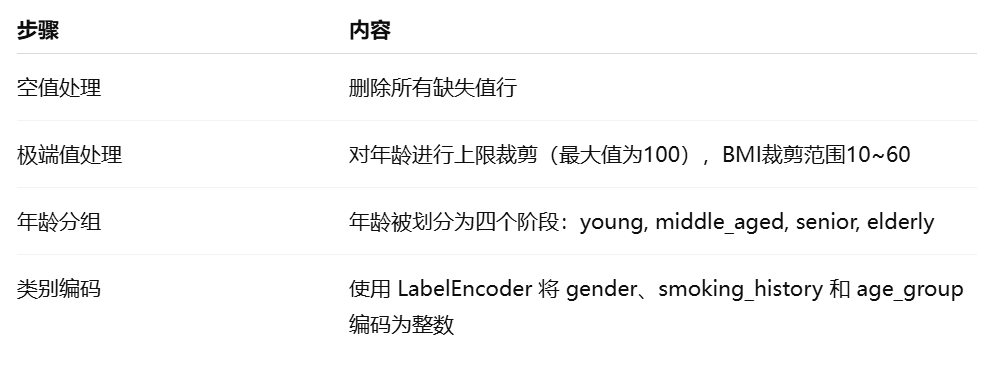 步骤 内容
空值处理 删除所有缺失值行
极端值处理 对年龄进行上限裁剪（最大值为100），BMI裁剪范围10~60
年龄分组 年龄被划分为四个阶段：young, middle_aged, senior, elderly
类别编码 使用 LabelEncoder 将 gender、smoking_history 和 age_group
编码为整数